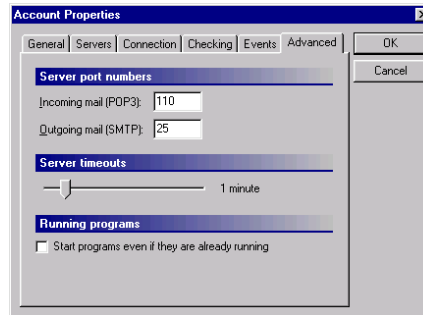 Account Properties
General Servers Connection Checking Events Advanced
OK
Cancel
Server port numbers
Incoming mail (POP3): 110
Outgoing mail (SMTP): 25
Server timeouts
1 minute
Running programs
Start programs even if they are already running